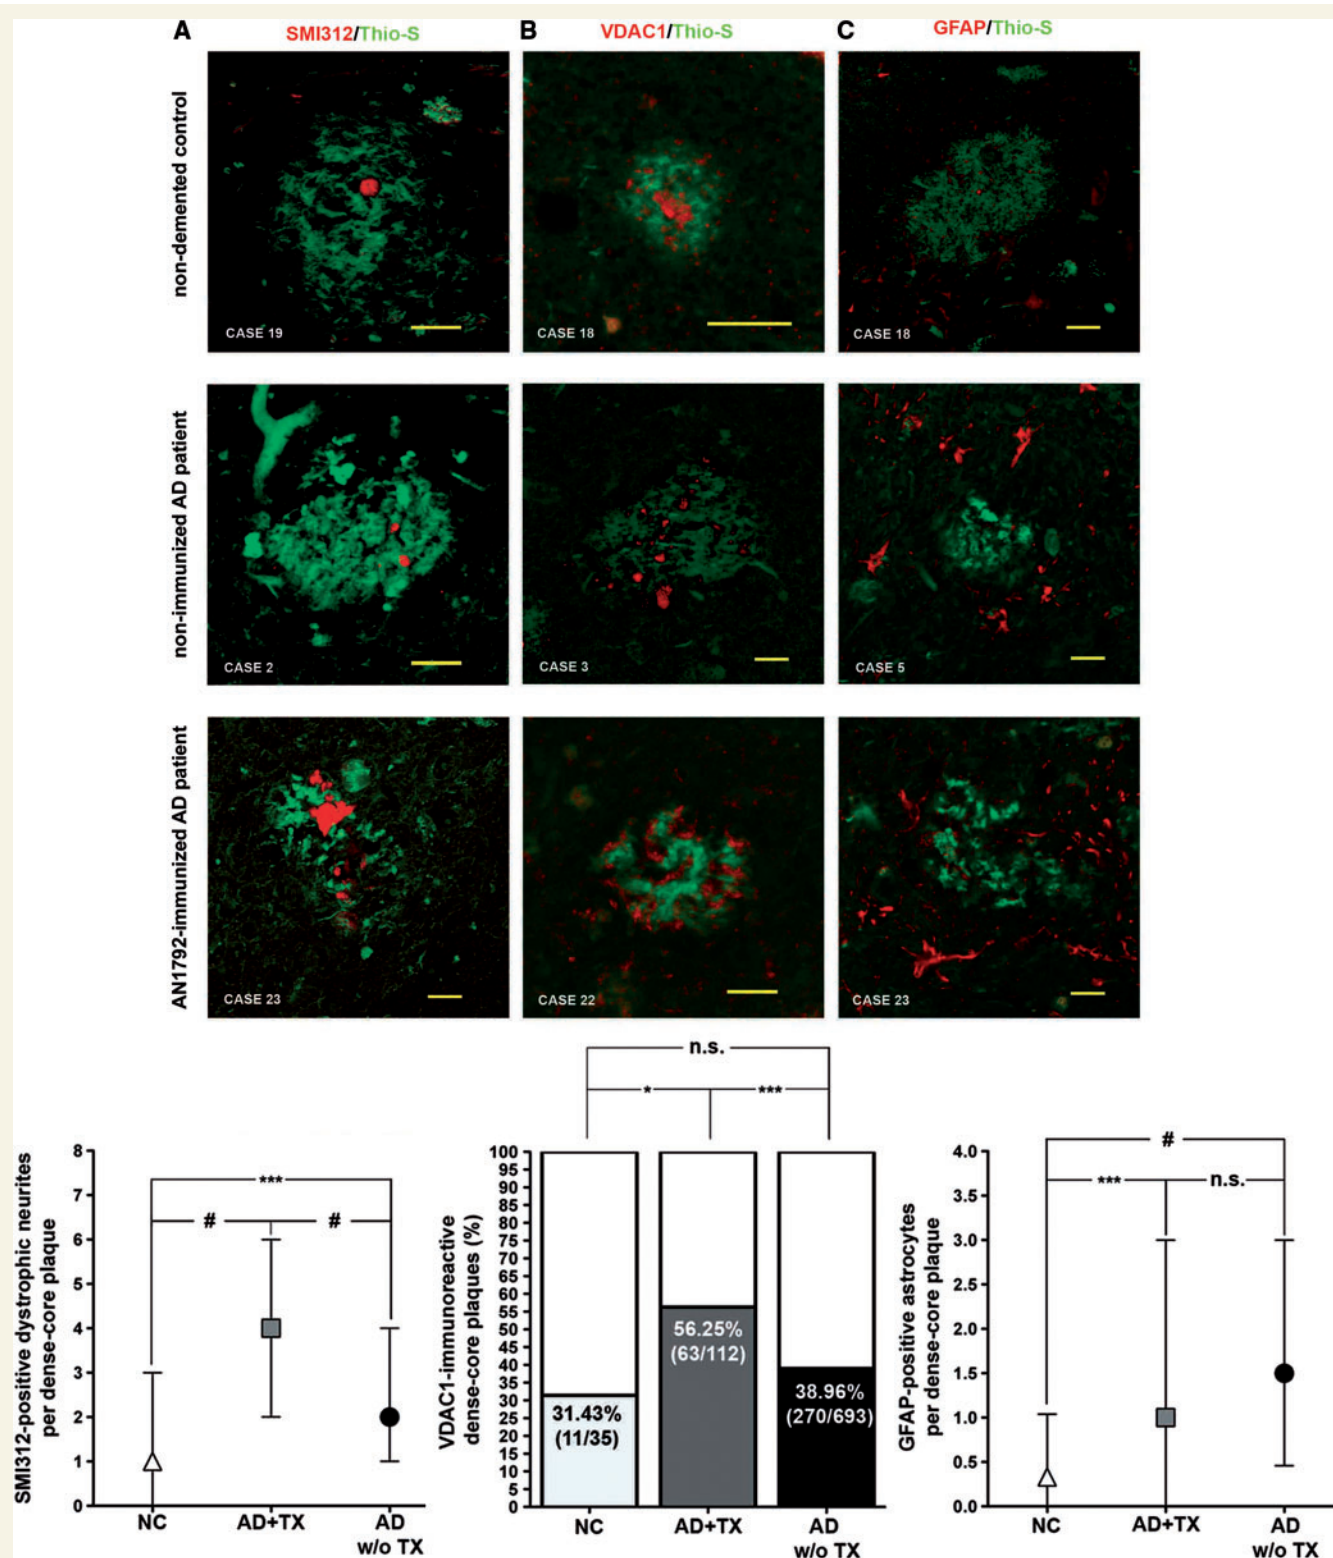 A SMI312/Thio-S B VDAC1/Thio-S C GFAP/Thio-S
non-demented control
CASE 19
CASE 18
CASE 18
non-immunized AD patient
CASE 2
CASE 3
CASE 5
AN1792-immunized AD patient
CASE 23
CASE 22
CASE 23
SMI312-positive dystrophic neurites
per dense-core plaque
8
7
6
5
4
3
2
1
0
***
# #
NC AD+TX AD
w/o TX
VDAC1-immunoreactive
dense-core plaques (%)
n.s.
* ***
100
95
90
85
80
75
70
65
60
55
50
45
40
35
30
25
20
15
10
5
0
31.43%
(11/35)
56.25%
(63/112)
38.96%
(270/693)
NC AD+TX AD
w/o TX
GFAP-positive astrocytes
per dense-core plaque
4.0
3.5
3.0
2.5
2.0
1.5
1.0
0.5
0.0
#
*** n.s.
NC AD+TX AD
w/o TX